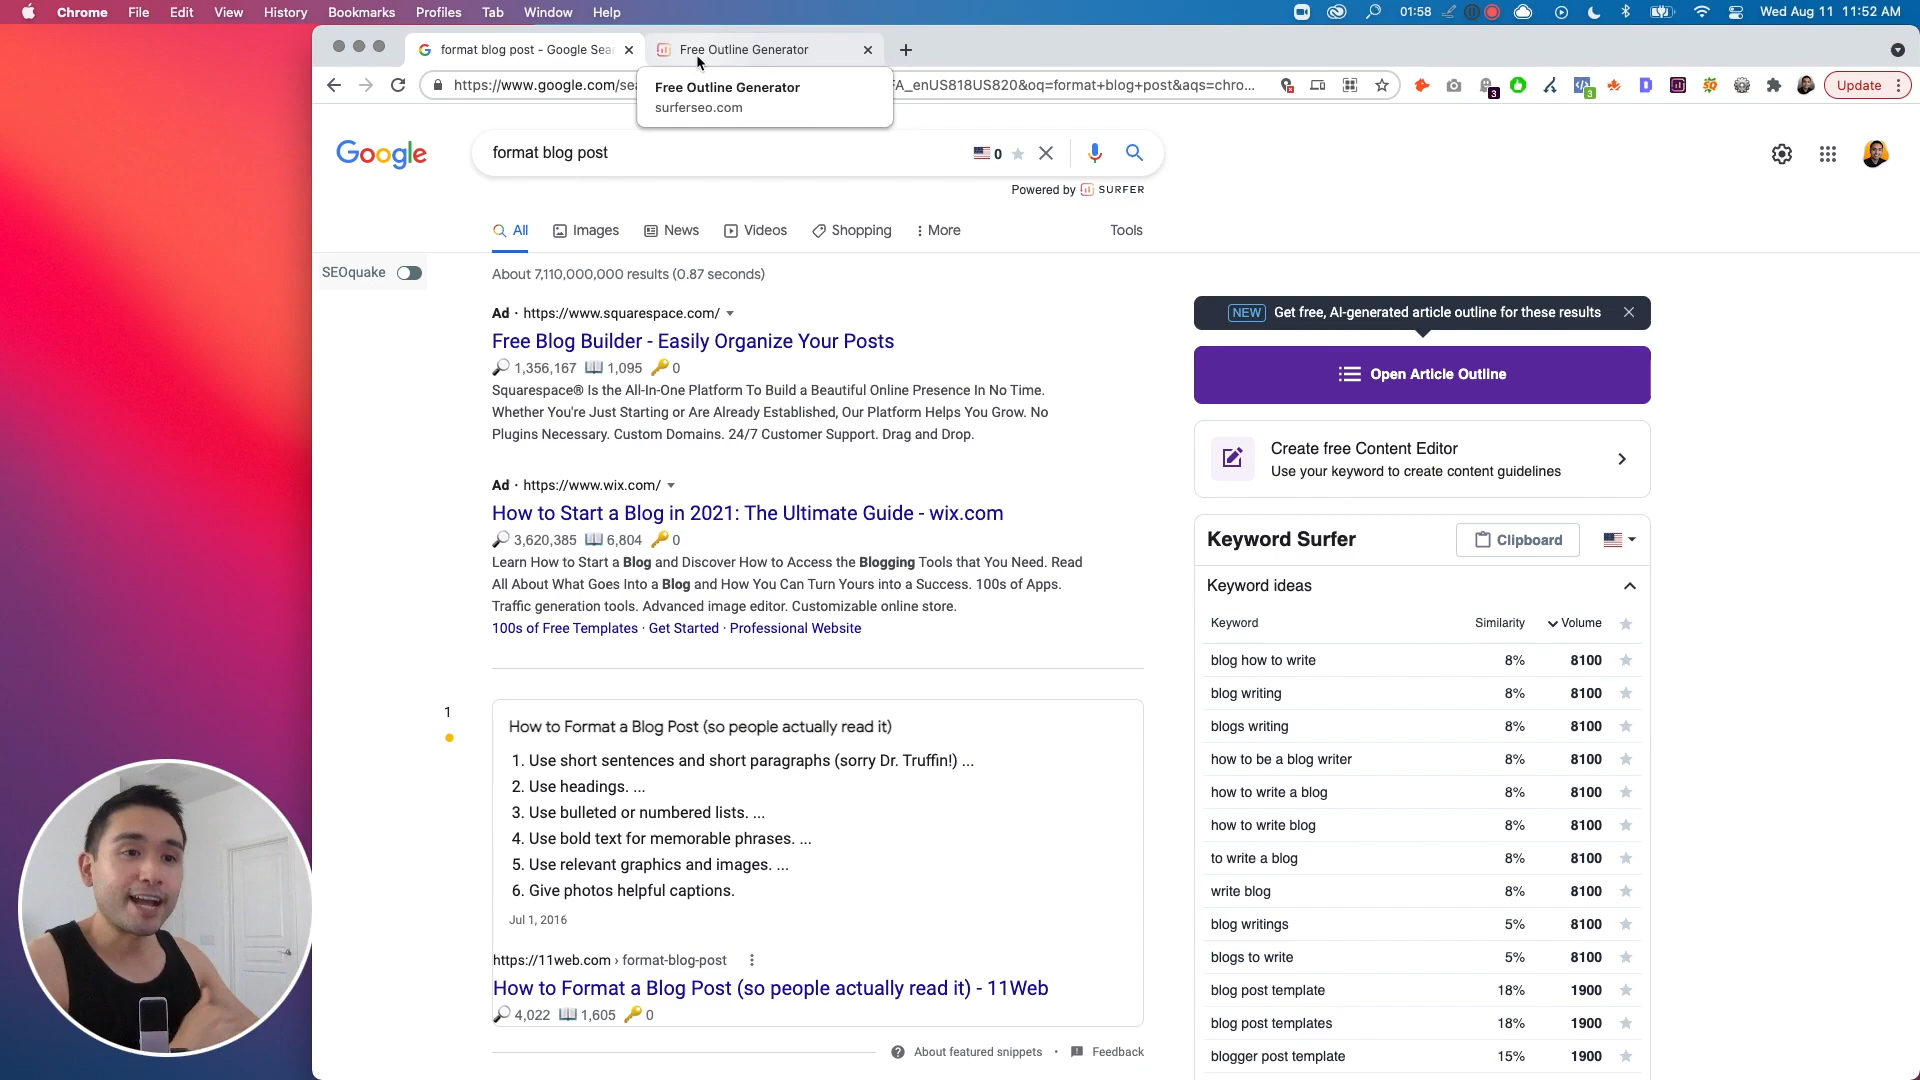 Chrome File Edit View History Bookmarks Profiles Tab Window Help
01:58
Wed Aug 11 11:52 AM
format blog post - Google Sea
Free Outline Generator
https://www.google.com/sea
A_enUS818US820&oq=format+blog+post&aqs=chro...
3
3
Update
Free Outline Generator
surferseo.com
Google
format blog post
0
Powered by SURFER
All Images News Videos Shopping More Tools
SEOquake
About 7,110,000,000 results (0.87 seconds)
Ad · https://www.squarespace.com/
Free Blog Builder - Easily Organize Your Posts
1,356,167 1,095 0
Squarespace® Is the All-In-One Platform To Build a Beautiful Online Presence In No Time.
Whether You're Just Starting or Are Already Established, Our Platform Helps You Grow. No
Plugins Necessary. Custom Domains. 24/7 Customer Support. Drag and Drop.
Ad · https://www.wix.com/
How to Start a Blog in 2021: The Ultimate Guide - wix.com
3,620,385 6,804 0
Learn How to Start a Blog and Discover How to Access the Blogging Tools that You Need. Read
All About What Goes Into a Blog and How You Can Turn Yours into a Success. 100s of Apps.
Traffic generation tools. Advanced image editor. Customizable online store.
100s of Free Templates · Get Started · Professional Website
1
How to Format a Blog Post (so people actually read it)
1. Use short sentences and short paragraphs (sorry Dr. Truffin!) ...
2. Use headings. ...
3. Use bulleted or numbered lists. ...
4. Use bold text for memorable phrases. ...
5. Use relevant graphics and images. ...
6. Give photos helpful captions.
Jul 1, 2016
https://11web.com › format-blog-post
How to Format a Blog Post (so people actually read it) - 11Web
4,022 1,605 0
About featured snippets · Feedback
NEW Get free, AI-generated article outline for these results
Open Article Outline
Create free Content Editor
Use your keyword to create content guidelines
Keyword Surfer
Clipboard
Keyword ideas
Keyword Similarity Volume
blog how to write 8% 8100
blog writing 8% 8100
blogs writing 8% 8100
how to be a blog writer 8% 8100
how to write a blog 8% 8100
how to write blog 8% 8100
to write a blog 8% 8100
write blog 8% 8100
blog writings 5% 8100
blogs to write 5% 8100
blog post template 18% 1900
blog post templates 18% 1900
blogger post template 15% 1900